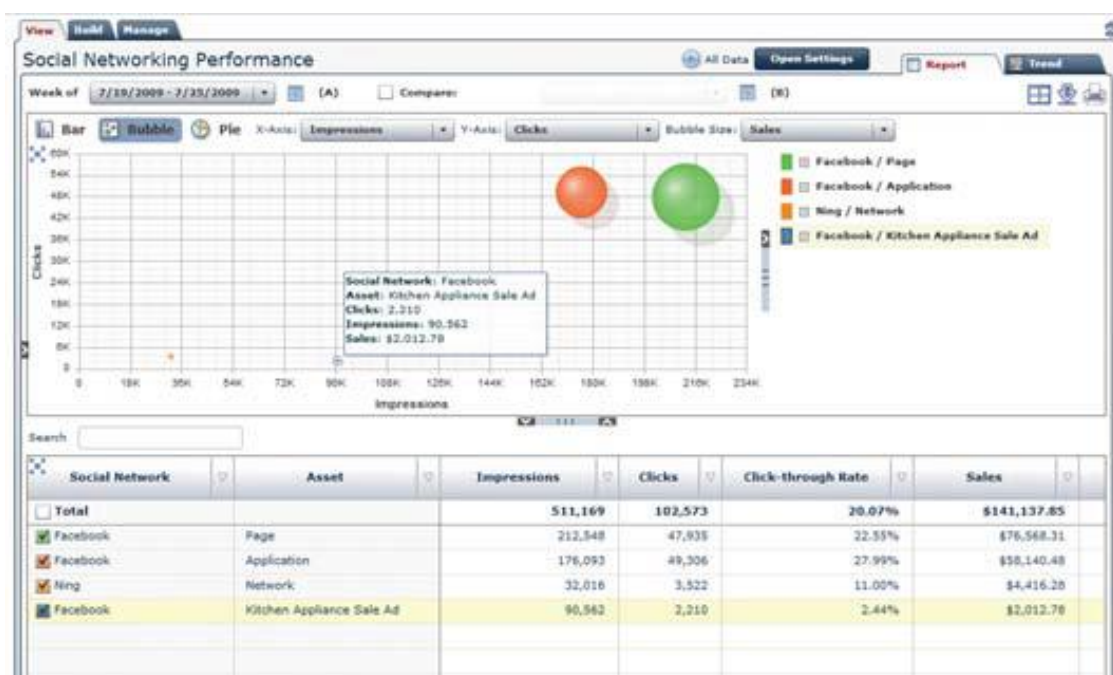 View Build Manage
Social Networking Performance All Data Open Settings Report Trend
Week of 7/19/2009 - 7/25/2009 (A) Compare: (B)
Bar Bubble Pie X-Axis: Impressions Y-Axis: Clicks Bubble Size: Sales
60K
54K
48K
42K
36K
30K
24K
18K
12K
6K
0
Clicks
0 18K 36K 54K 72K 90K 108K 126K 144K 162K 180K 198K 216K 234K
Impressions
Social Network: Facebook
Asset: Kitchen Appliance Sale Ad
Clicks: 2,210
Impressions: 90,562
Sales: $2,012.78
Facebook / Page
Facebook / Application
Ning / Network
Facebook / Kitchen Appliance Sale Ad
Search
Social Network Asset Impressions Clicks Click-through Rate Sales
Total 511,169 102,573 20.07% $141,137.85
Facebook Page 212,548 47,935 22.55% $76,568.31
Facebook Application 176,093 49,306 27.99% $58,140.48
Ning Network 32,016 3,522 11.00% $4,416.28
Facebook Kitchen Appliance Sale Ad 90,562 2,210 2.44% $2,012.78